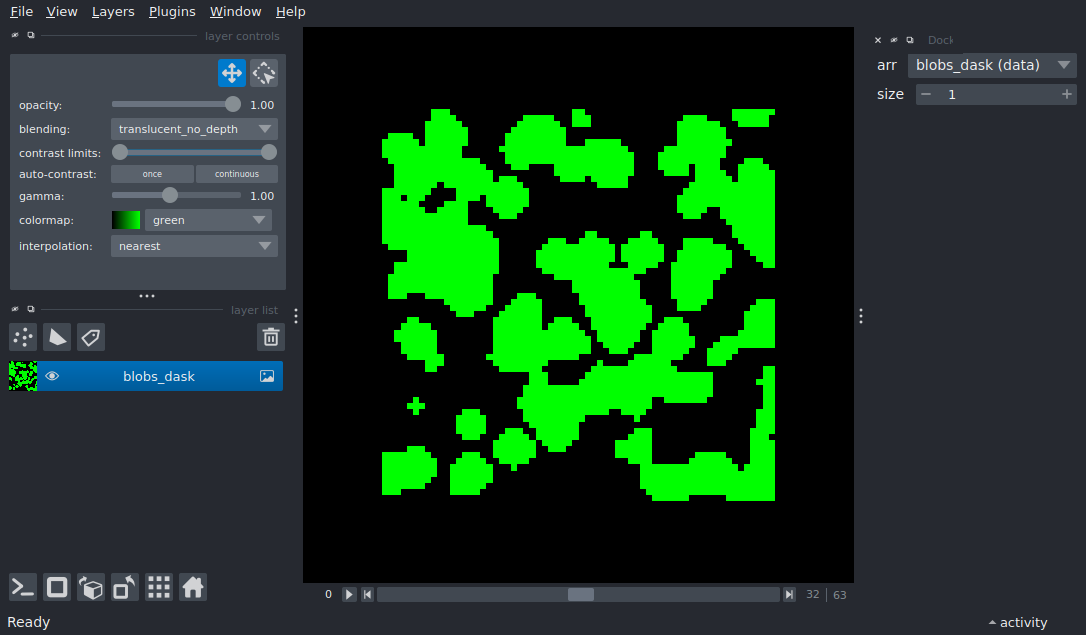 File View Layers Plugins Window Help
layer controls
opacity: 1.00
blending: translucent_no_depth
contrast limits:
auto-contrast: once continuous
gamma: 1.00
colormap: green
interpolation: nearest
layer list
blobs_dask
Dock
arr blobs_dask (data)
size 1
0 32 63
Ready
activity